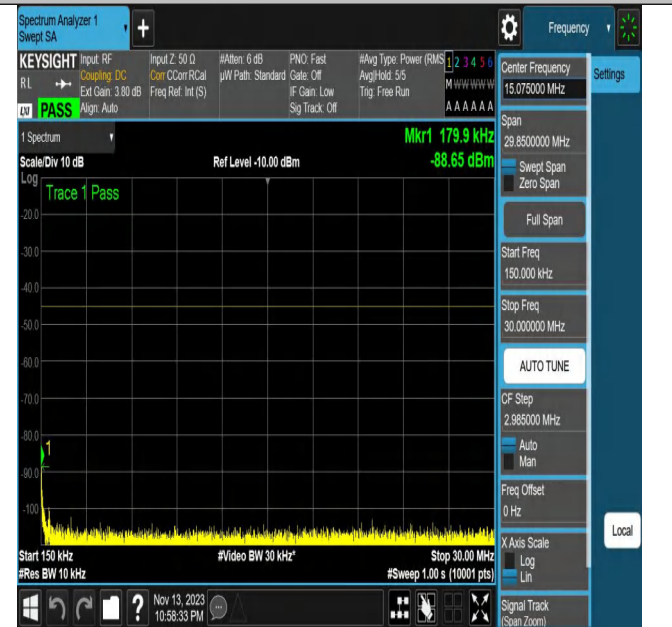 Spectrum Analyzer 1
Swept SA
+
Frequency
KEYSIGHT
RL
LXI
PASS
Input: RF
Coupling: DC
Ext Gain: 3.80 dB
Align: Auto
Input Z: 50 Ω
Corr CCorr RCal
Freq Ref: Int (S)
#Atten: 6 dB
µW Path: Standard
PNO: Fast
Gate: Off
IF Gain: Low
Sig Track: Off
#Avg Type: Power (RMS
Avg|Hold: 5/5
Trig: Free Run
1 2 3 4 5 6
M W W W W W
A A A A A A
1 Spectrum
Scale/Div 10 dB
Log
Ref Level -10.00 dBm
Mkr1 179.9 kHz
-88.65 dBm
Trace 1 Pass
-20.0
-30.0
-40.0
-50.0
-60.0
-70.0
-80.0
1
-90.0
-100
Start 150 kHz
#Res BW 10 kHz
#Video BW 30 kHz*
Stop 30.00 MHz
#Sweep 1.00 s (10001 pts)
Center Frequency
15.075000 MHz
Settings
Span
29.8500000 MHz
Swept Span
Zero Span
Full Span
Start Freq
150.000 kHz
Stop Freq
30.000000 MHz
AUTO TUNE
CF Step
2.985000 MHz
Auto
Man
Freq Offset
0 Hz
X Axis Scale
Log
Lin
Local
Signal Track
(Span Zoom)
?
Nov 13, 2023
10:58:33 PM